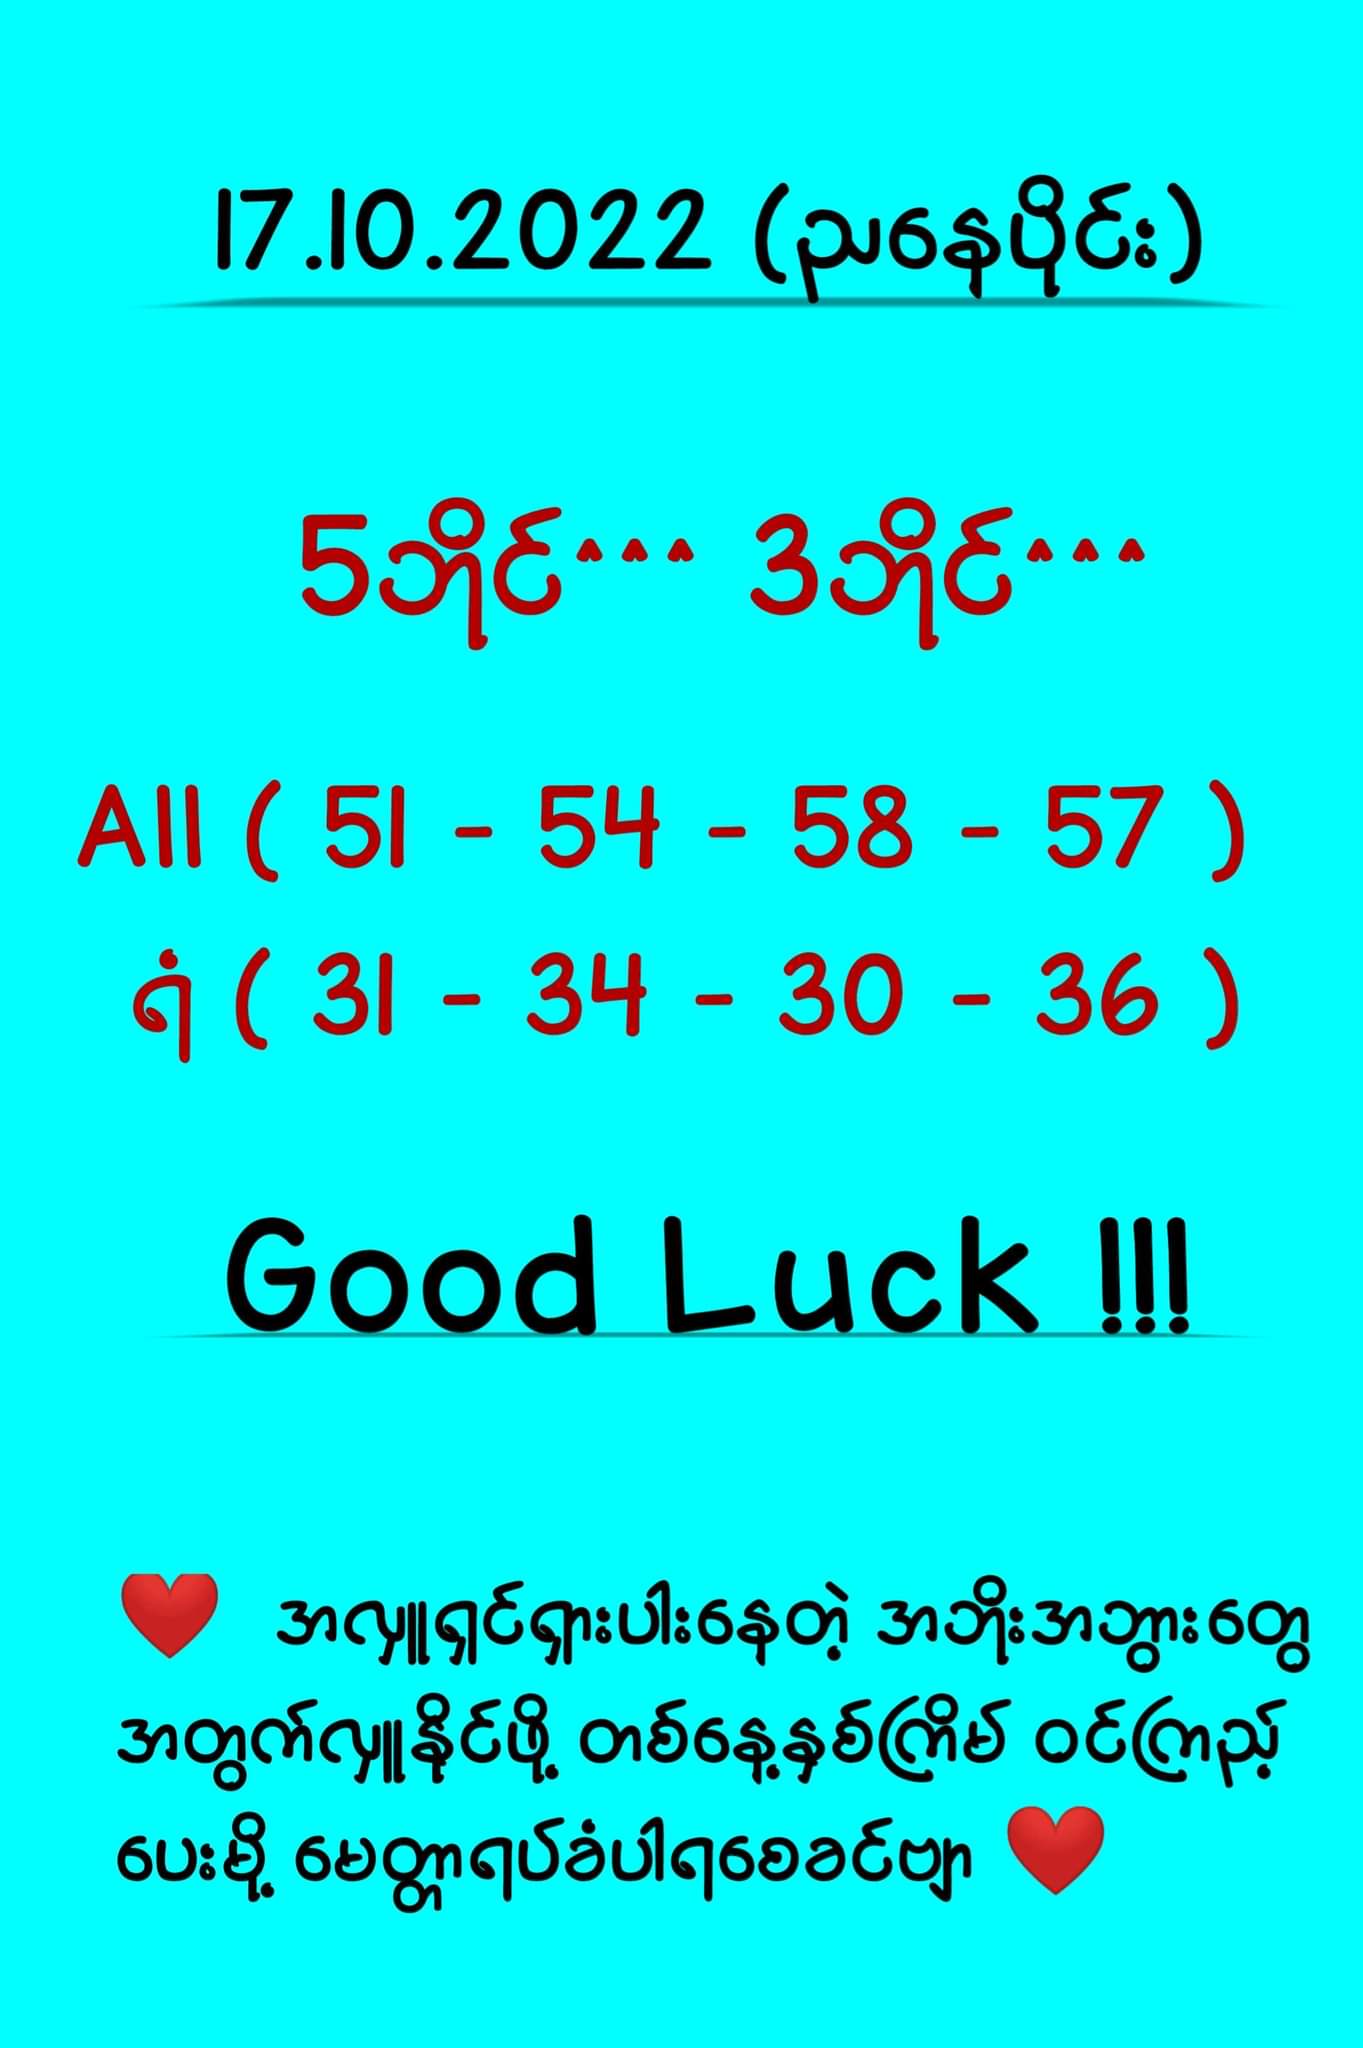 17.10.2022 (ညနေပိုင်း)
5ဘိုင်^^^ 3ဘိုင်^^^
All ( 51 - 54 - 58 - 57 )
ရံ ( 31 - 34 - 30 - 36 )
Good Luck !!!
❤️ အလှူရှင်ရှားပါးနေတဲ့ အဘိုးအဘွားတွေ
အတွက်လှူနိုင်ဖို့ တစ်နေ့နှစ်ကြိမ် ဝင်ကြည့်
ပေးဖို့ မေတ္တာရပ်ခံပါရစေခင်ဗျာ ❤️